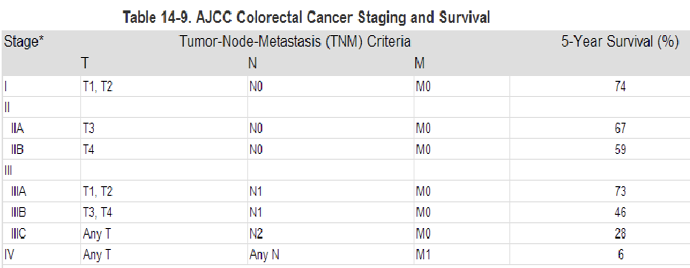 Table 14-9. AJCC Colorectal Cancer Staging and Survival
Stage* Tumor-Node-Metastasis (TNM) Criteria 5-Year Survival (%)
T N M
I T1, T2 N0 M0 74
II
IIA T3 N0 M0 67
IIB T4 N0 M0 59
III
IIIA T1, T2 N1 M0 73
IIIB T3, T4 N1 M0 46
IIIC Any T N2 M0 28
IV Any T Any N M1 6